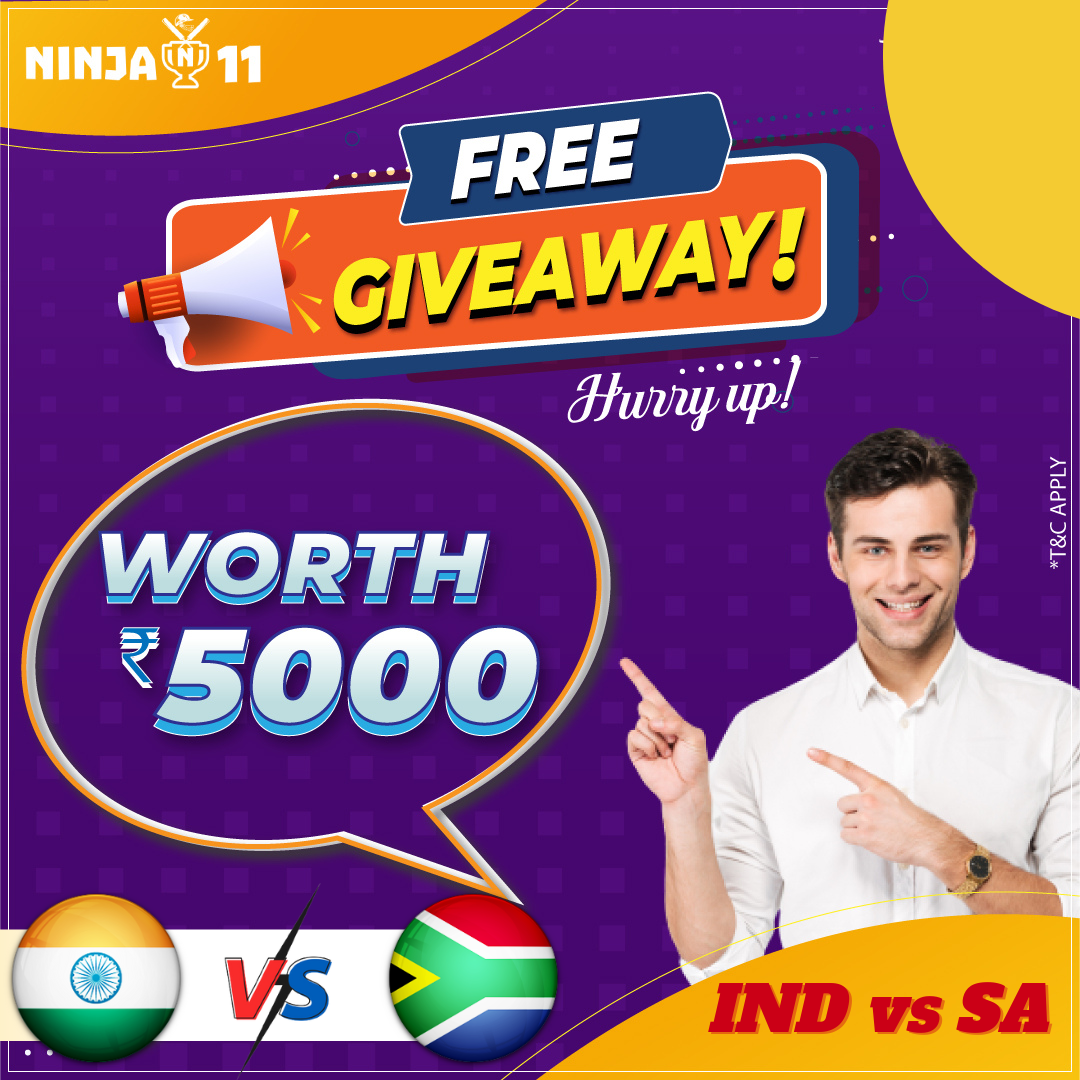 NINJA N 11
FREE
GIVEAWAY!
Hurry up!
WORTH
₹5000
*T&C APPLY
VS
IND vs SA